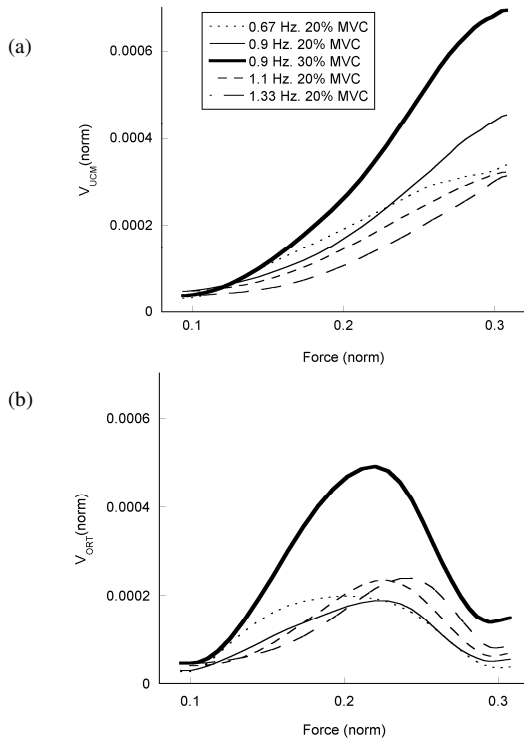 (a)
0.0006
0.0004
0.0002
0
V_UCM(norm)
0.67 Hz. 20% MVC
0.9 Hz. 20% MVC
0.9 Hz. 30% MVC
1.1 Hz. 20% MVC
1.33 Hz. 20% MVC
0.1
0.2
0.3
Force (norm)
(b)
0.0006
0.0004
0.0002
0
V_ORT(norm)
0.1
0.2
0.3
Force (norm)